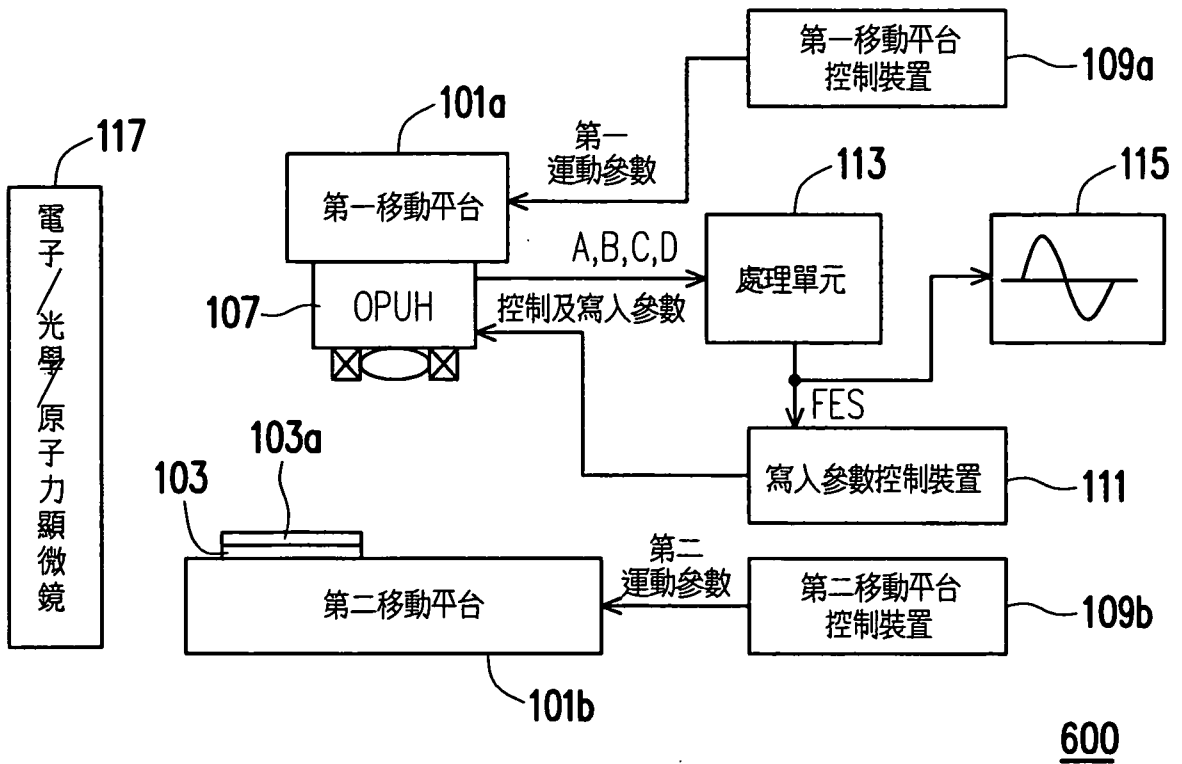 第一移動平台
控制裝置
109a
101a
117
第一
運動參數
113
115
電子/光學/原子力顯微鏡
第一移動平台
A,B,C,D
處理單元
107
OPUH
控制及寫入參數
FES
103a
103
寫入參數控制裝置
111
第二
運動參數
第二移動平台
第二移動平台
控制裝置
109b
101b
600